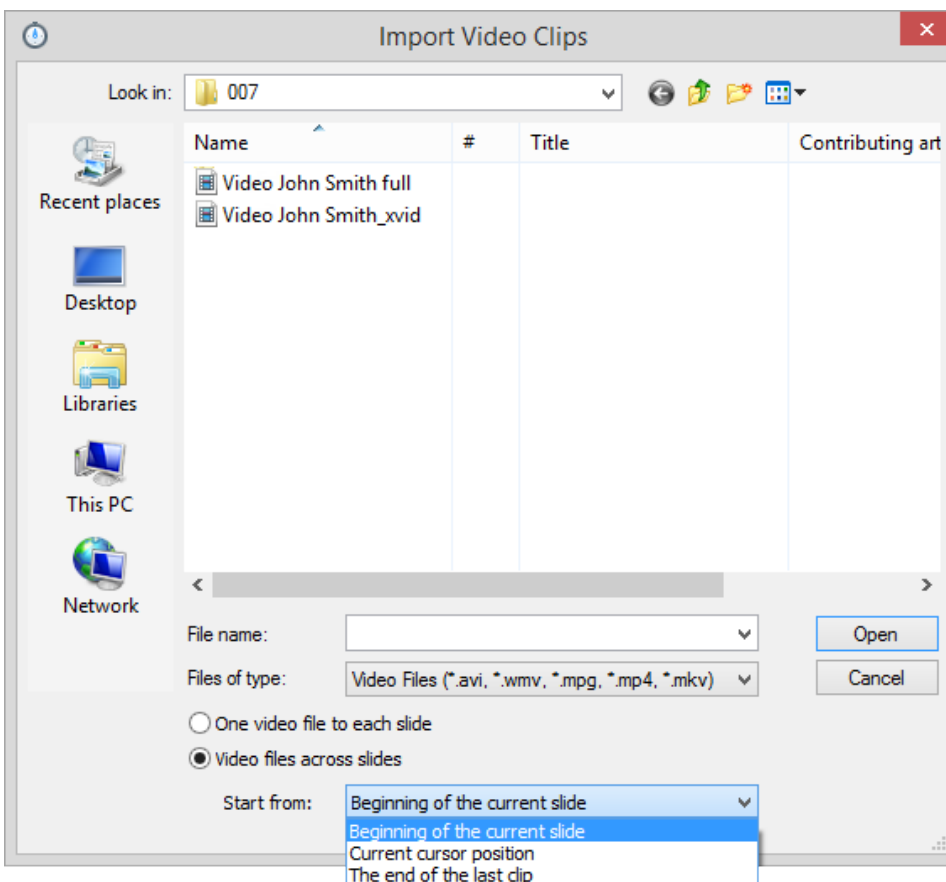 Import Video Clips
Look in: 007
Name # Title Contributing art
Video John Smith full
Video John Smith_xvid
Recent places
Desktop
Libraries
This PC
Network
File name: Open
Files of type: Video Files (*.avi, *.wmv, *.mpg, *.mp4, *.mkv) Cancel
One video file to each slide
Video files across slides
Start from: Beginning of the current slide
Beginning of the current slide
Current cursor position
The end of the last clip